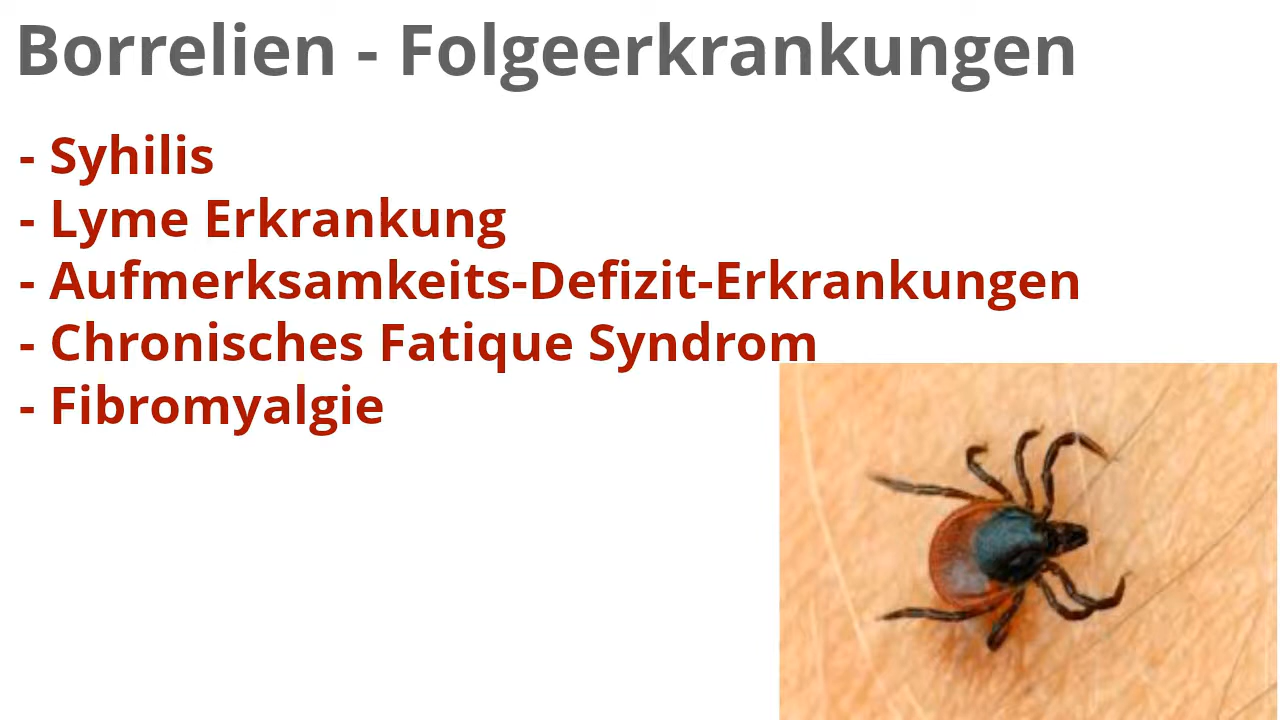 Borrelien - Folgeerkrankungen
- Syhilis
- Lyme Erkrankung
- Aufmerksamkeits-Defizit-Erkrankungen
- Chronisches Fatique Syndrom
- Fibromyalgie